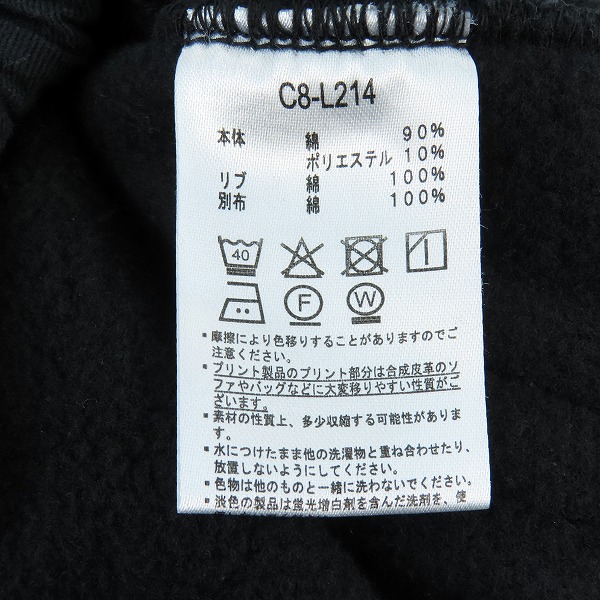 C8-L214
本体 綿 90%
ポリエステル 10%
リブ 綿 100%
別布 綿 100%
40
F W
▪摩擦により色移りすることがありますのでご
注意ください。
▪プリント製品のプリント部分は合成皮革のソ
ファやバッグなどに大変移りやすい性質がご
ざいます。
▪素材の性質上、多少収縮する可能性がありま
す。
▪水につけたまま他の洗濯物と重ね合わせたり、
放置しないようにしてください。
▪色物は他のものと一緒に洗わないでください。
▪淡色の製品は蛍光増白剤を含んだ洗剤を、使